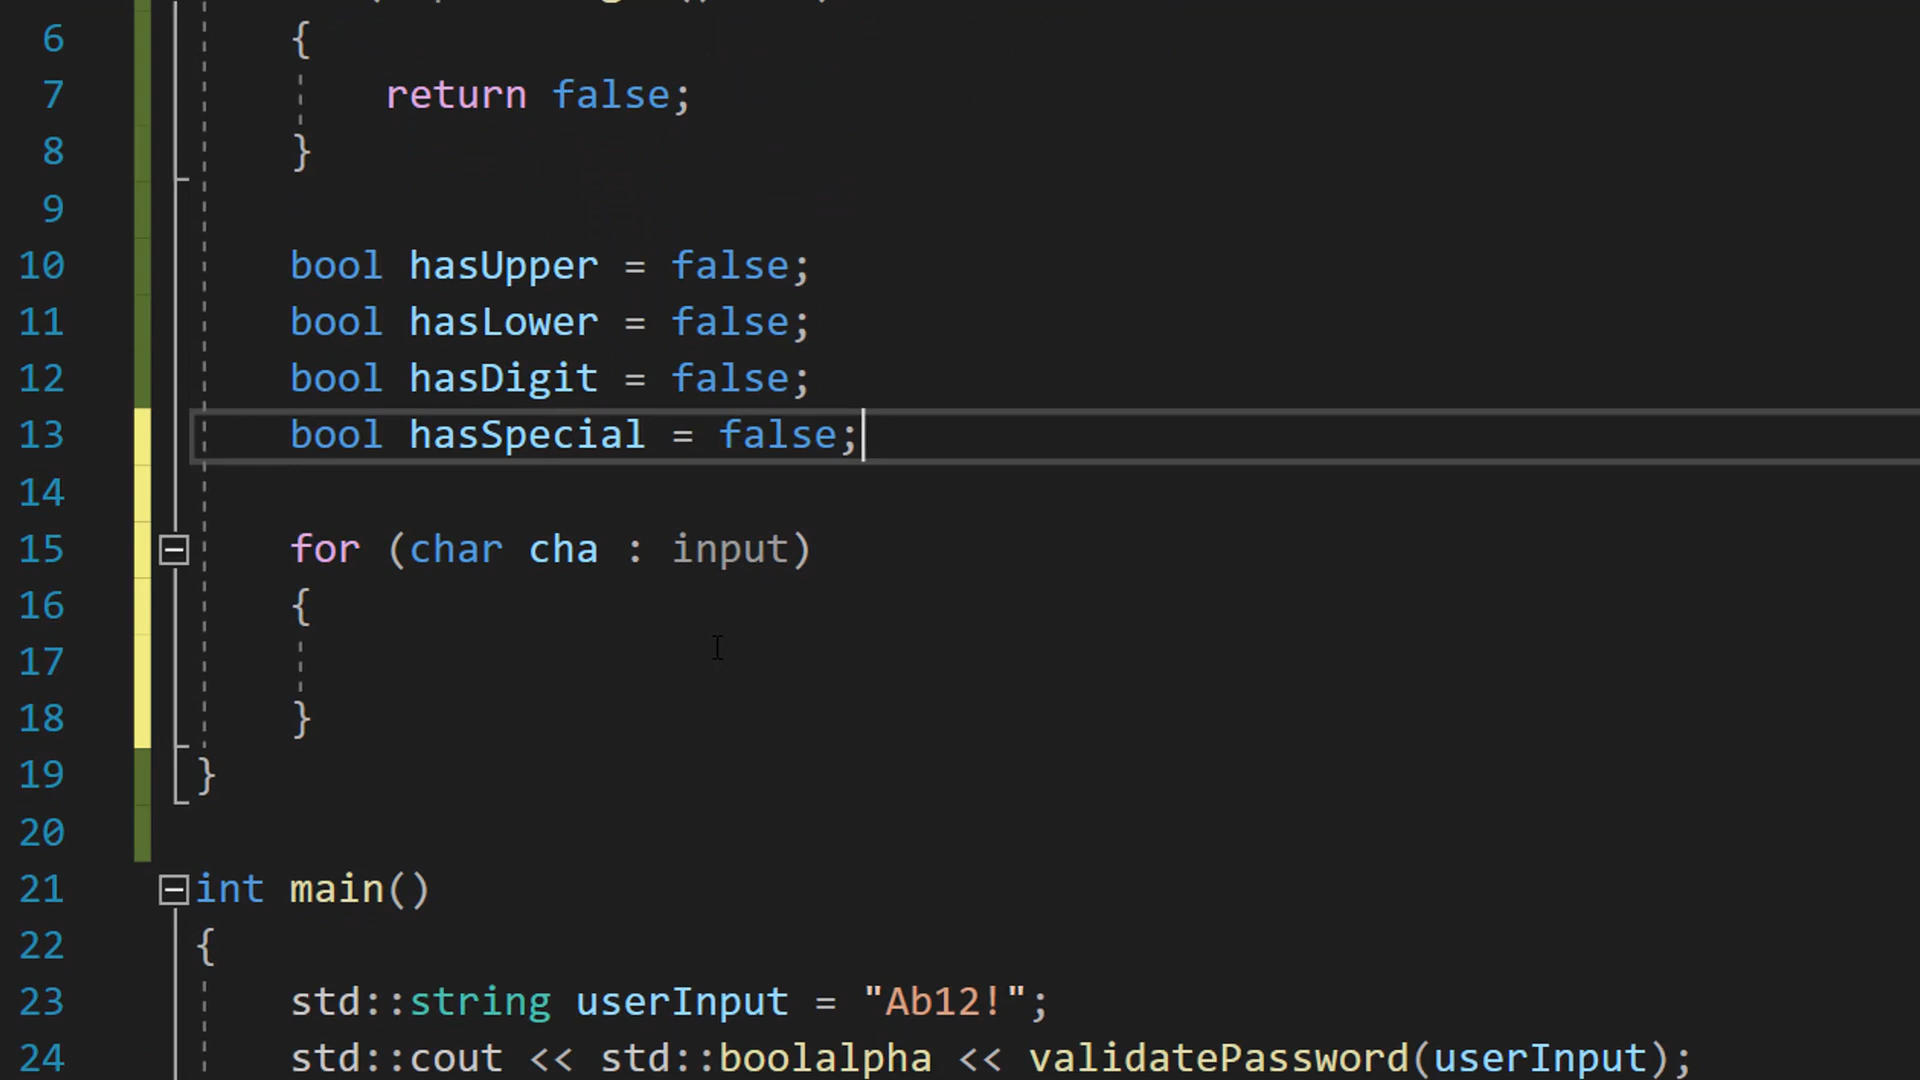 6 {
7 return false;
8 }
9
10 bool hasUpper = false;
11 bool hasLower = false;
12 bool hasDigit = false;
13 bool hasSpecial = false;
14
15 for (char cha : input)
16 {
17
18 }
19 }
20
21 int main()
22 {
23 std::string userInput = "Ab12!";
24 std::cout << std::boolalpha << validatePassword(userInput);